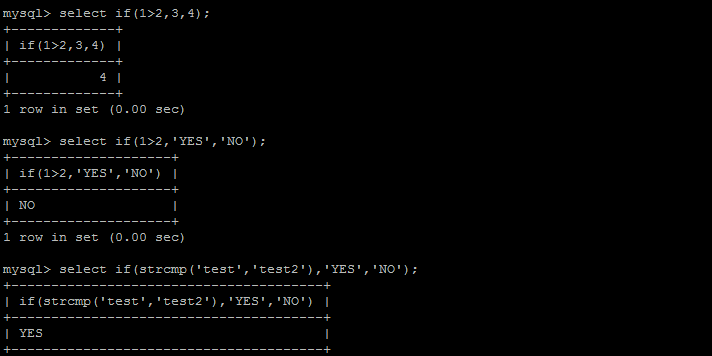 mysql> select if(1>2,3,4);
+-------------+
| if(1>2,3,4) |
+-------------+
|           4 |
+-------------+
1 row in set (0.00 sec)

mysql> select if(1>2,'YES','NO');
+--------------------+
| if(1>2,'YES','NO') |
+--------------------+
| NO                 |
+--------------------+
1 row in set (0.00 sec)

mysql> select if(strcmp('test','test2'),'YES','NO');
+---------------------------------------+
| if(strcmp('test','test2'),'YES','NO') |
+---------------------------------------+
| YES                                   |
+---------------------------------------+